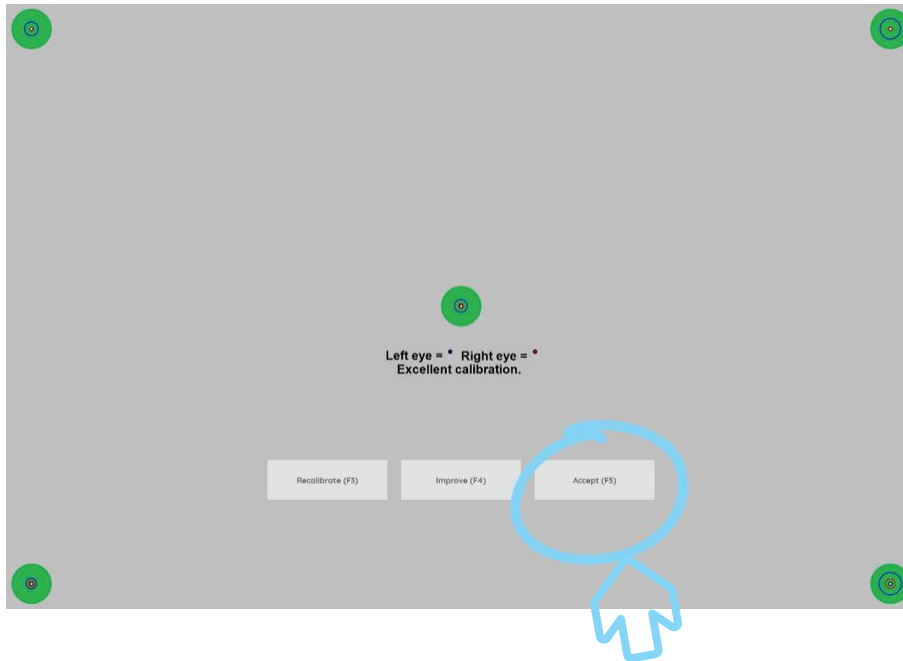 Left eye = Right eye =
Excellent calibration.
Recalibrate (F3) Improve (F4) Accept (F5)